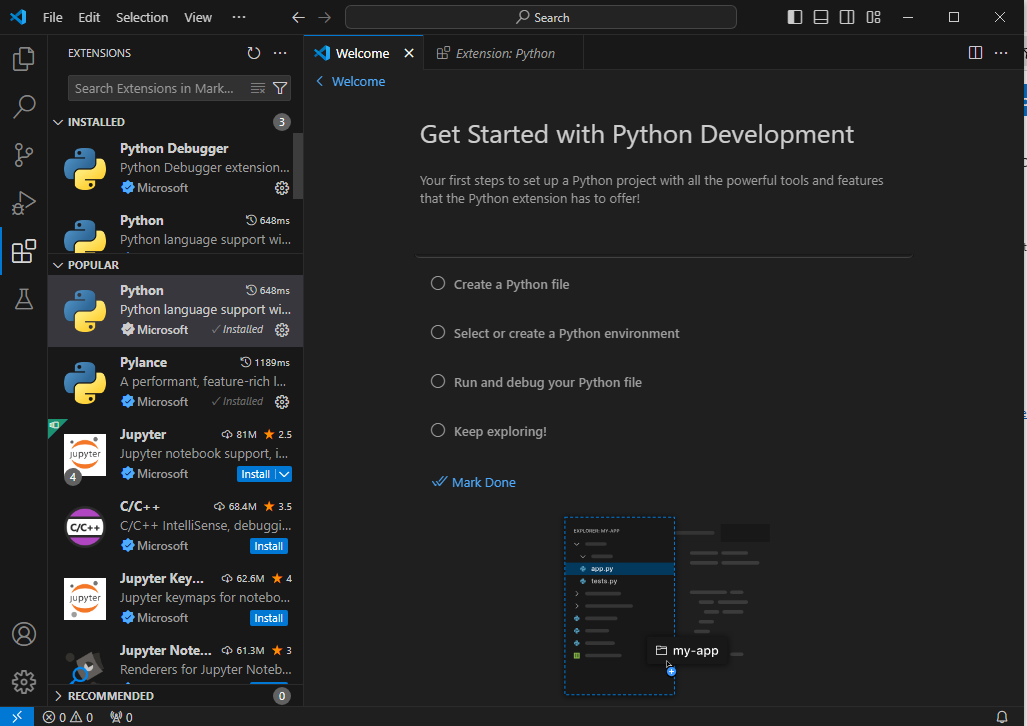 File Edit Selection View ··· Search
EXTENSIONS
Welcome
Extension: Python
Welcome
Search Extensions in Mark...
INSTALLED 3
Python Debugger
Python Debugger extension...
Microsoft
Python 648ms
Python language support wi...
POPULAR
Python 648ms
Python language support wi...
Microsoft Installed
Pylance 1189ms
A performant, feature-rich l...
Microsoft Installed
Jupyter 81M 2.5
Jupyter notebook support, i...
Microsoft Install
jupyter
4
C/C++ 68.4M 3.5
C/C++ IntelliSense, debuggi...
Microsoft Install
C/C++
Jupyter Key... 62.6M 4
Jupyter keymaps for notebo...
Microsoft Install
jupyter
Jupyter Note... 61.3M 3
Renderers for Jupyter Noteb...
RECOMMENDED 0
Get Started with Python Development
Your first steps to set up a Python project with all the powerful tools and features
that the Python extension has to offer!
Create a Python file
Select or create a Python environment
Run and debug your Python file
Keep exploring!
Mark Done
EXPLORER: MY-APP
app.py
tests.py
my-app
0 0 0